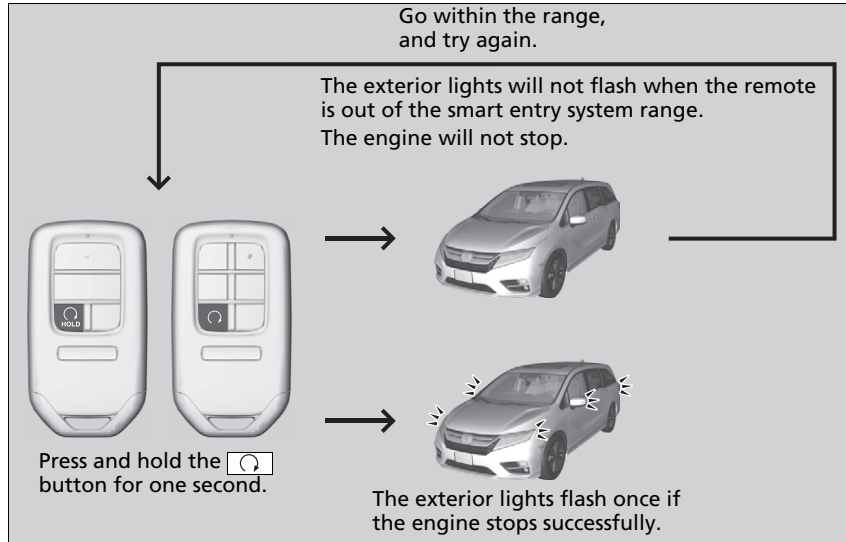 Go within the range,
and try again.
The exterior lights will not flash when the remote
is out of the smart entry system range.
The engine will not stop.
HOLD
Press and hold the
button for one second.
The exterior lights flash once if
the engine stops successfully.